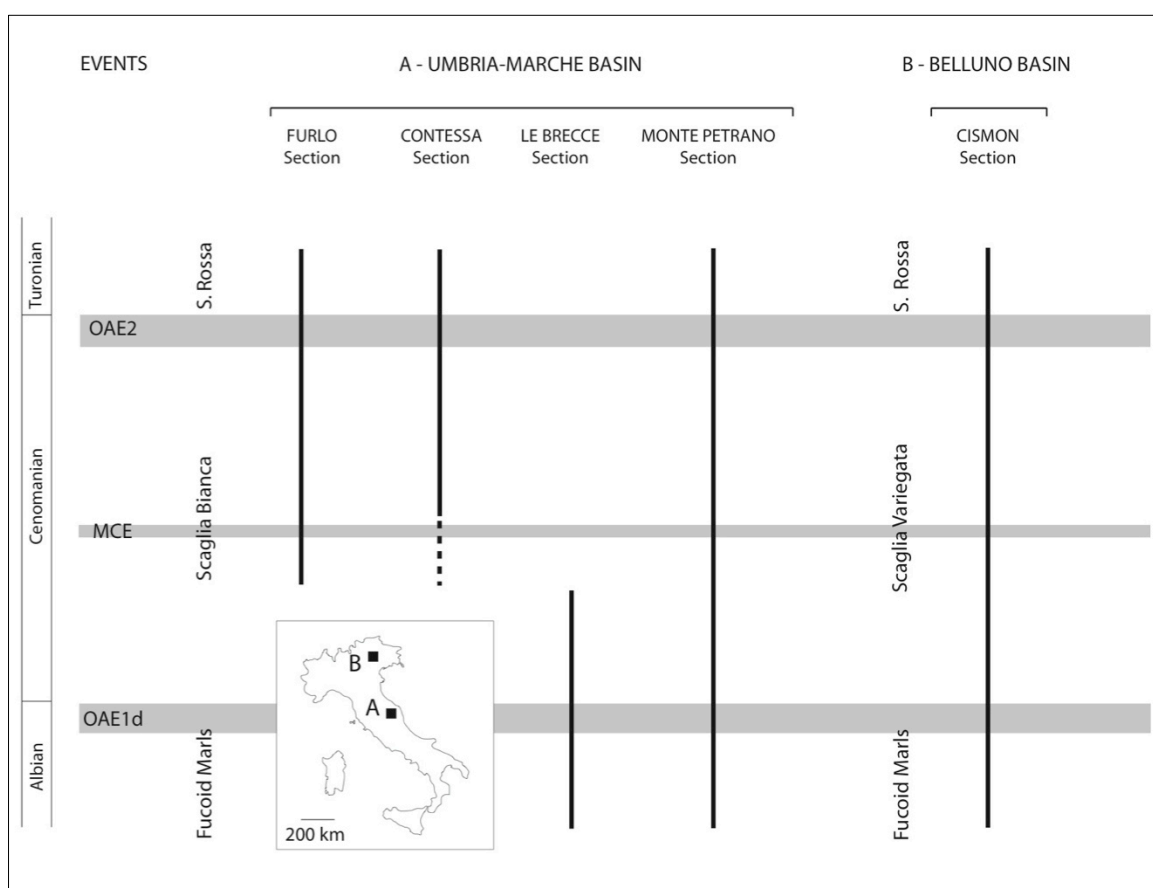 EVENTS
A - UMBRIA-MARCHE BASIN
B - BELLUNO BASIN
FURLO
Section
CONTESSA
Section
LE BRECCE
Section
MONTE PETRANO
Section
CISMON
Section
Turonian
S. Rossa
S. Rossa
OAE2
Cenomanian
Scaglia Bianca
Scaglia Variegata
MCE
B
A
200 km
OAE1d
Albian
Fucoid Marls
Fucoid Marls